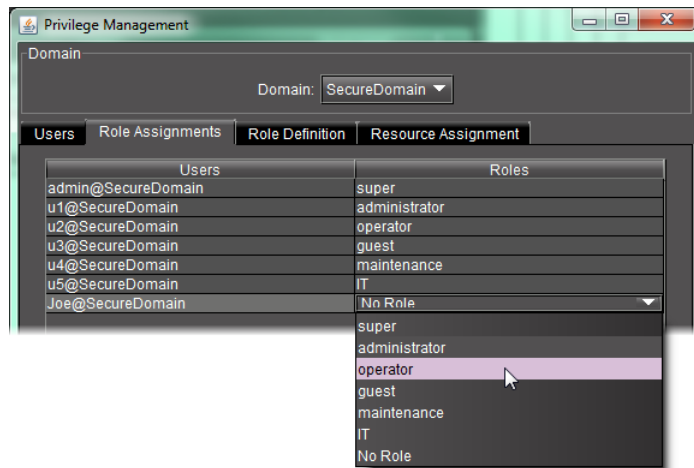 Privilege Management
Domain
Domain: SecureDomain
Users Role Assignments Role Definition Resource Assignment
Users Roles
admin@SecureDomain super
u1@SecureDomain administrator
u2@SecureDomain operator
u3@SecureDomain guest
u4@SecureDomain maintenance
u5@SecureDomain IT
Joe@SecureDomain No Role
super
administrator
operator
guest
maintenance
IT
No Role